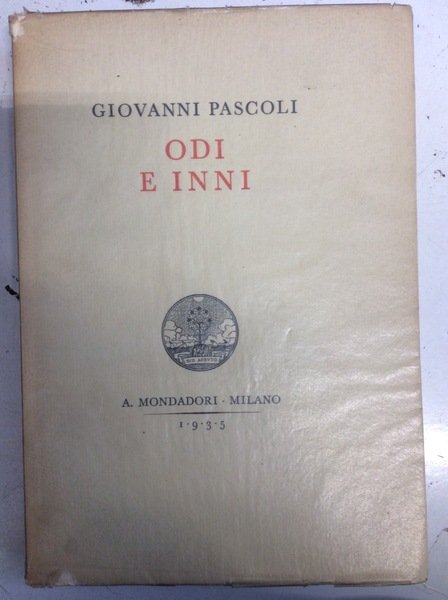 GIOVANNI PASCOLI
ODI
E INNI
A. MONDADORI · MILANO
1·9·3·5